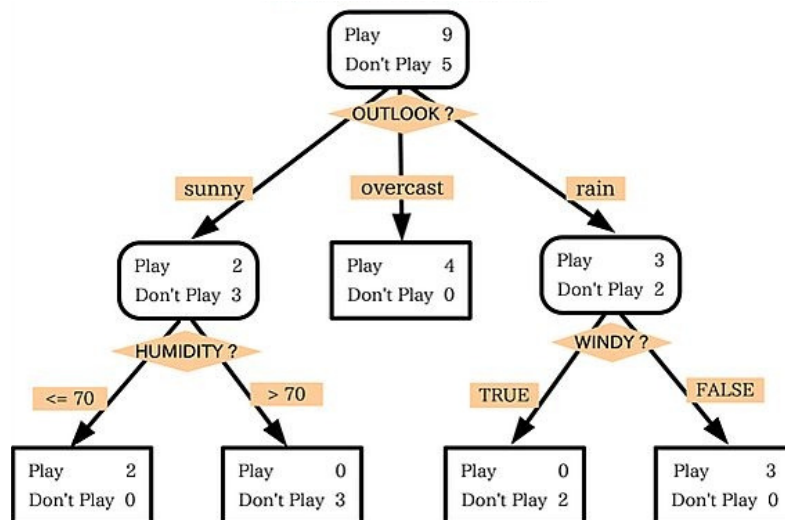 Play 9
Don't Play 5
OUTLOOK ?
sunny
overcast
rain
Play 2
Don't Play 3
Play 4
Don't Play 0
Play 3
Don't Play 2
HUMIDITY ?
WINDY ?
<= 70
> 70
TRUE
FALSE
Play 2
Don't Play 0
Play 0
Don't Play 3
Play 0
Don't Play 2
Play 3
Don't Play 0